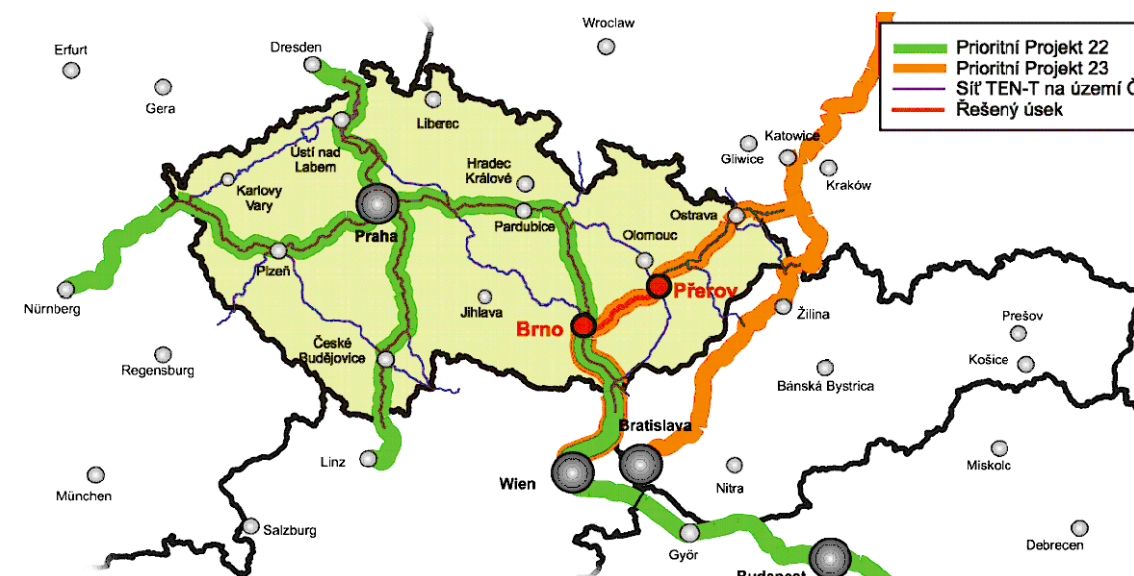 Wroclaw
Erfurt
Dresden
Gera
Prioritní Projekt 22
Prioritní Projekt 23
Síť TEN-T na území Č
Řešený úsek
Liberec
Katowice
Gliwice
Kraków
Ústí nad
Labem
Hradec
Králové
Karlovy
Vary
Praha
Pardubice
Ostrava
Olomouc
Plzeň
Přerov
Nürnberg
Jihlava
Brno
Žilina
Prešov
České
Budějovice
Košice
Regensburg
Bánská Bystrica
Bratislava
Linz
Wien
Nitra
Miskolc
München
Salzburg
Györ
Debrecen
Budapest